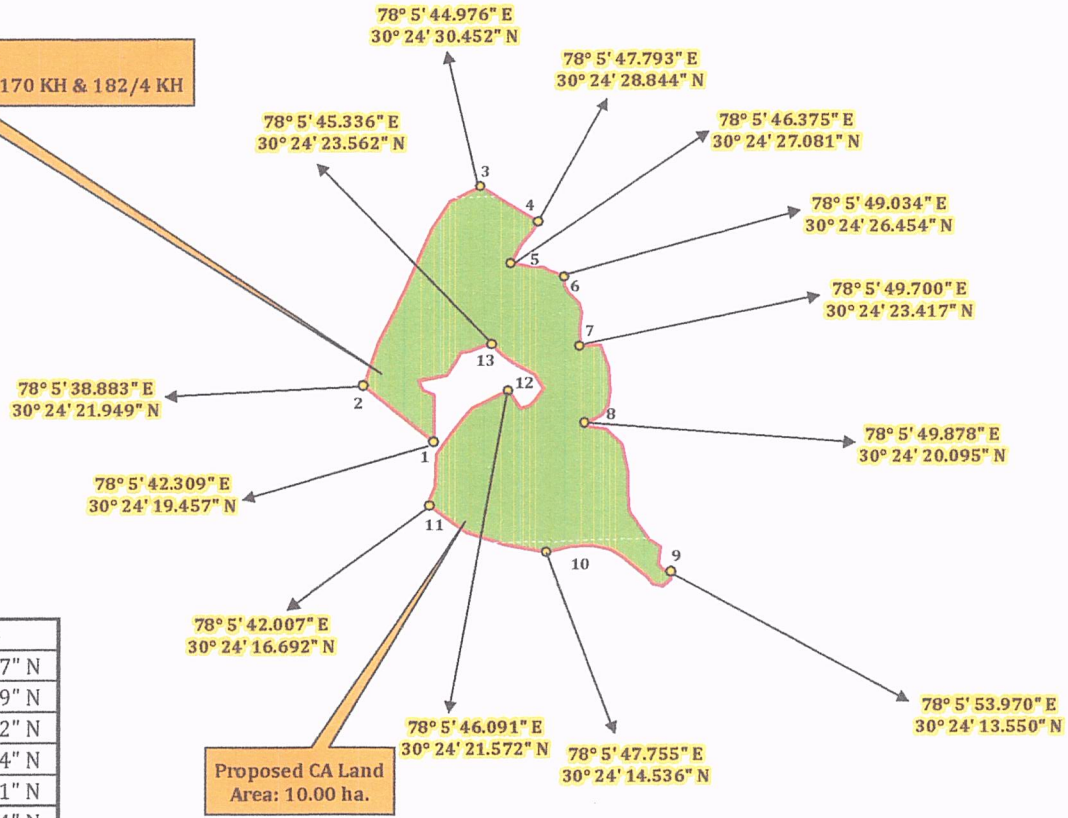 78° 5' 44.976" E
30° 24' 30.452" N
78° 5' 47.793" E
30° 24' 28.844" N
170 KH & 182/4 KH
78° 5' 45.336" E
30° 24' 23.562" N
78° 5' 46.375" E
30° 24' 27.081" N
3
4
78° 5' 49.034" E
30° 24' 26.454" N
5
6
78° 5' 49.700" E
30° 24' 23.417" N
7
13
12
78° 5' 38.883" E
30° 24' 21.949" N
2
8
78° 5' 49.878" E
30° 24' 20.095" N
1
78° 5' 42.309" E
30° 24' 19.457" N
11
10
9
78° 5' 42.007" E
30° 24' 16.692" N
7" N
9" N
2" N
4" N
1" N
4" N
78° 5' 53.970" E
30° 24' 13.550" N
78° 5' 46.091" E
30° 24' 21.572" N
78° 5' 47.755" E
30° 24' 14.536" N
Proposed CA Land
Area: 10.00 ha.